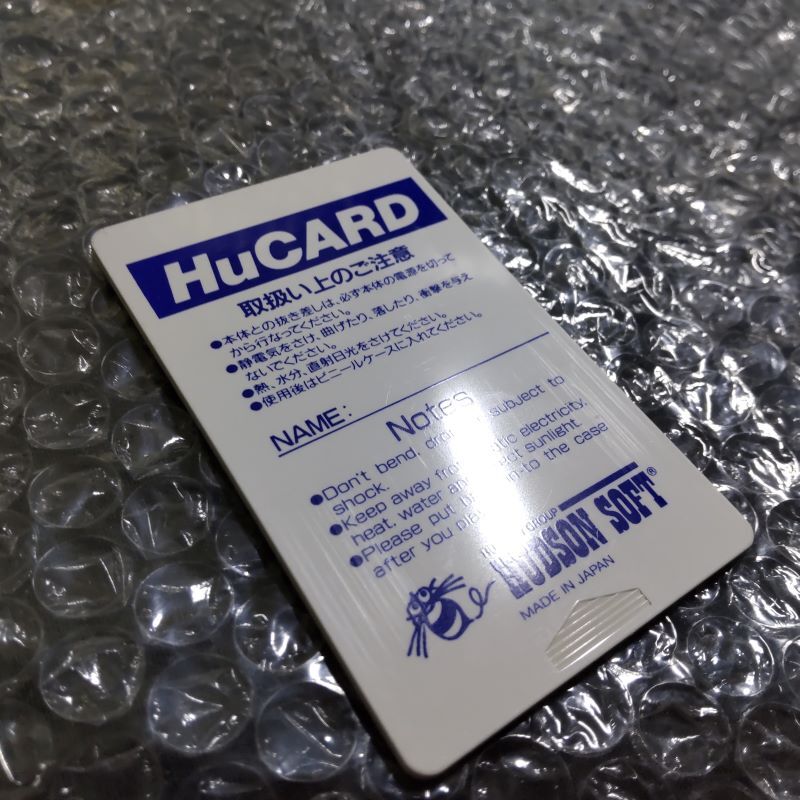 HuCARD
取扱い上のご注意
●本体との抜き差しは、必ず本体の電源を切って
から行なってください。
●静電気をさけ、曲げたり、落したり、衝撃を与え
ないでください。
●熱、水分、直射日光をさけてください。
●使用後はビニールケースに入れてください。
NAME:
Notes
●Don't bend, subject to
shock.
●Keep away electricity,
heat, water sunlight.
●Please put to the case
after you
GROUP
HUDSON SOFT®
MADE IN JAPAN